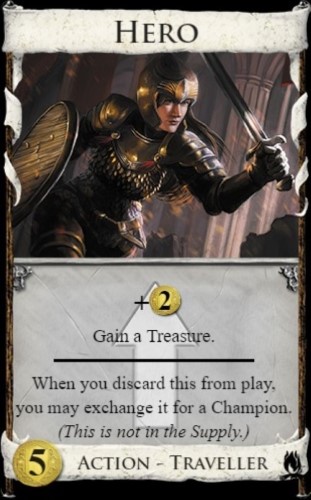 HERO
+2
Gain a Treasure.
When you discard this from play,
you may exchange it for a Champion.
(This is not in the Supply.)
5 ACTION - TRAVELLER